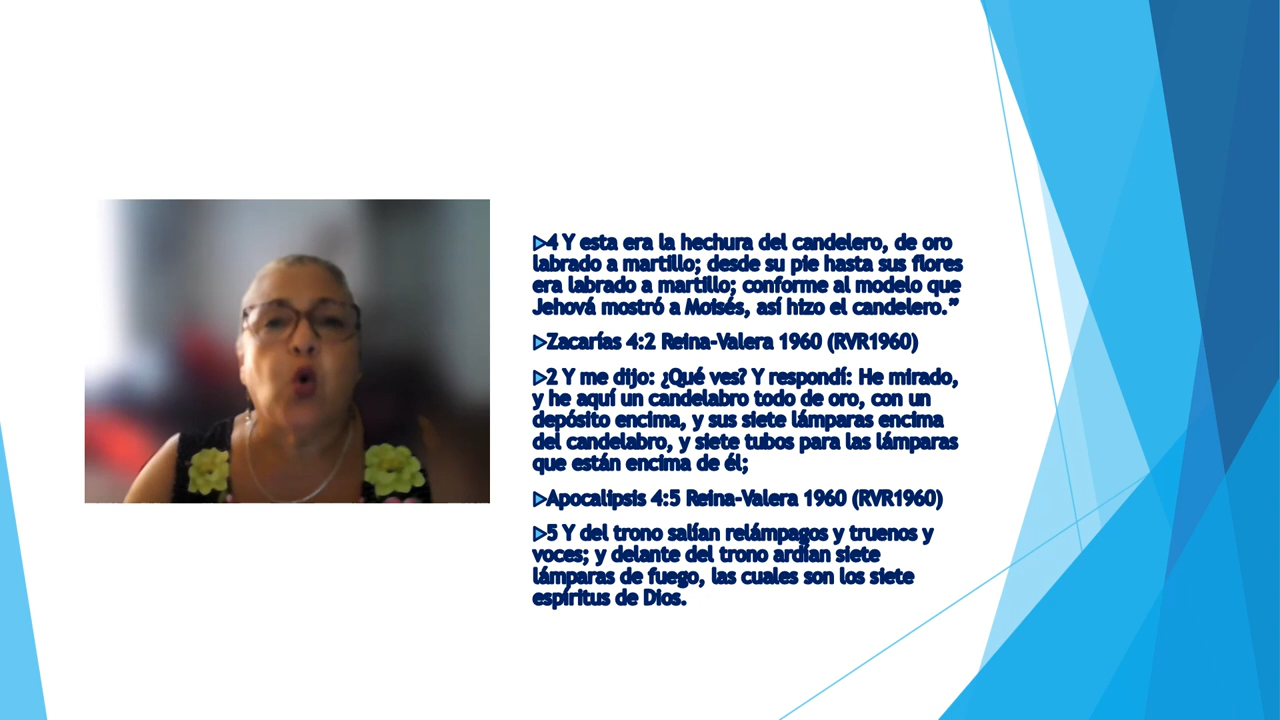 4 Y esta era la hechura del candelero, de oro
labrado a martillo; desde su pie hasta sus flores
era labrado a martillo; conforme al modelo que
Jehová mostró a Moisés, así hizo el candelero.”
Zacarías 4:2 Reina-Valera 1960 (RVR1960)
2 Y me dijo: ¿Qué ves? Y respondí: He mirado,
y he aquí un candelabro todo de oro, con un
depósito encima, y sus siete lámparas encima
del candelabro, y siete tubos para las lámparas
que están encima de él;
Apocalipsis 4:5 Reina-Valera 1960 (RVR1960)
5 Y del trono salían relámpagos y truenos y
voces; y delante del trono ardían siete
lámparas de fuego, las cuales son los siete
espíritus de Dios.